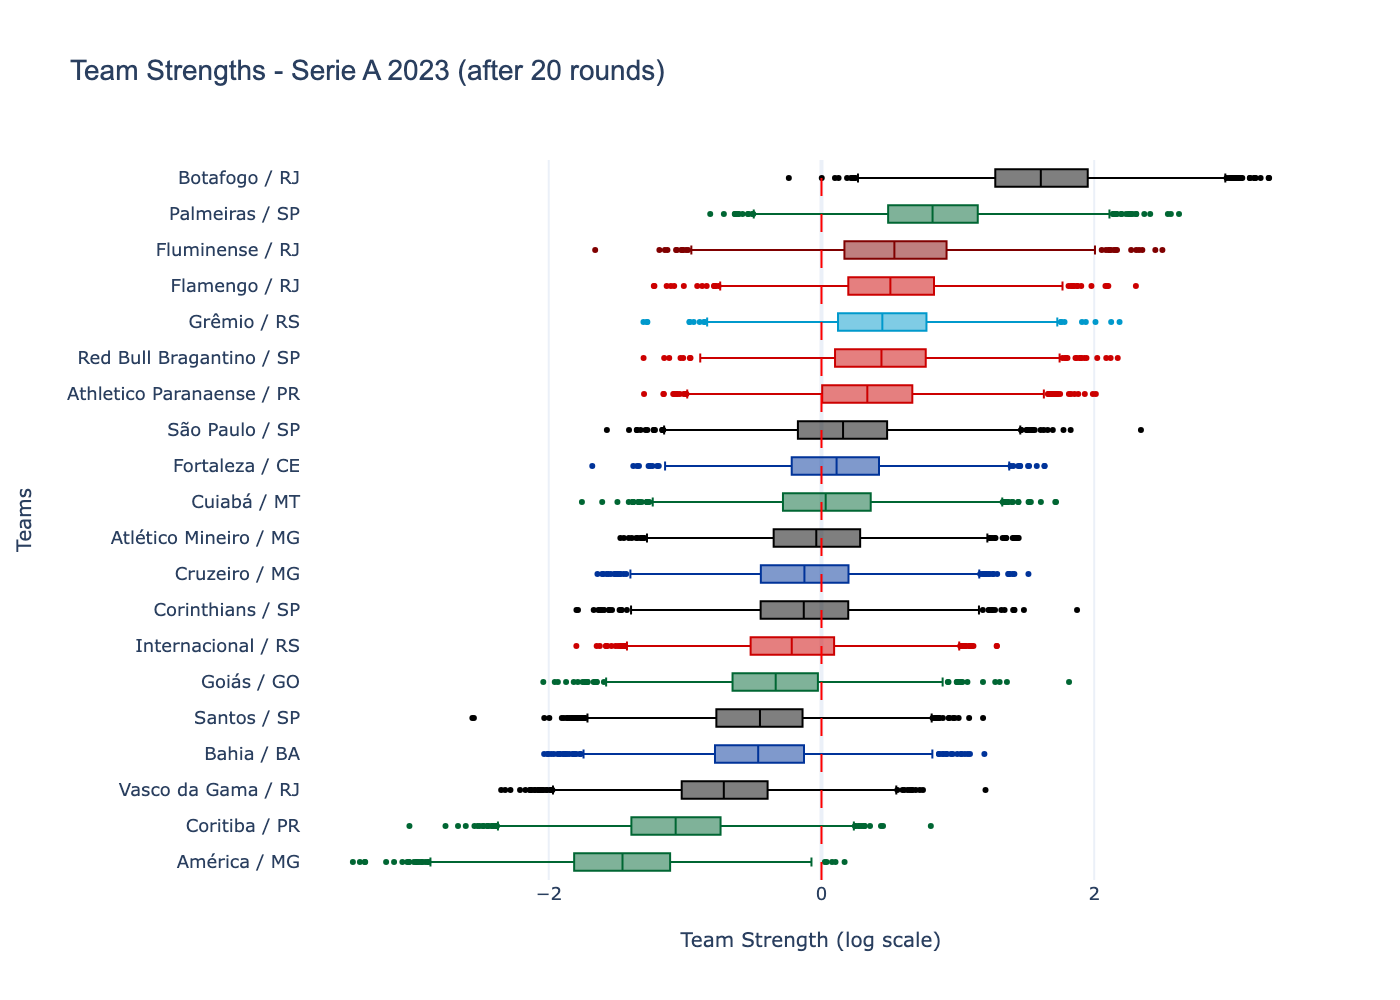 Team Strengths - Serie A 2023 (after 20 rounds)
Botafogo / RJ
Palmeiras / SP
Fluminense / RJ
Flamengo / RJ
Grêmio / RS
Red Bull Bragantino / SP
Athletico Paranaense / PR
São Paulo / SP
Fortaleza / CE
Cuiabá / MT
Atlético Mineiro / MG
Cruzeiro / MG
Corinthians / SP
Internacional / RS
Goiás / GO
Santos / SP
Bahia / BA
Vasco da Gama / RJ
Coritiba / PR
América / MG
Teams
−2 0 2
Team Strength (log scale)